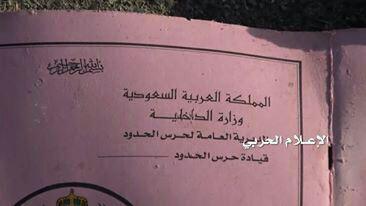 بسم الله الرحمن الرحيم
المملكة العربية السعودية
وزارة الداخلية
المديرية العامة لحرس الحدود
قيادة حرس الحدود
الإعلام الحربي